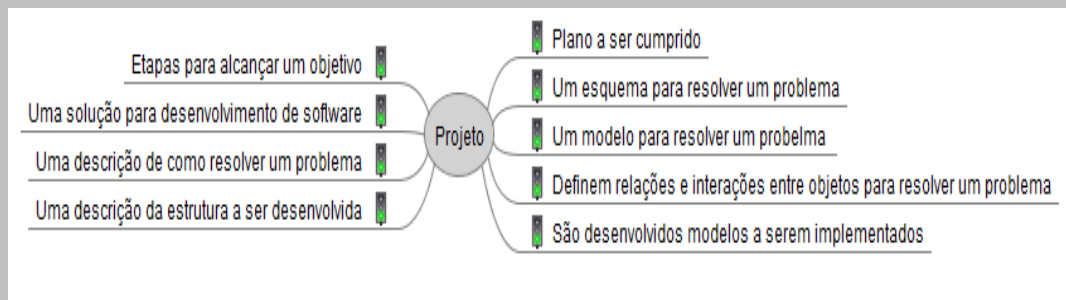 Etapas para alcançar um objetivo
Uma solução para desenvolvimento de software
Uma descrição de como resolver um problema
Uma descrição da estrutura a ser desenvolvida
Projeto
Plano a ser cumprido
Um esquema para resolver um problema
Um modelo para resolver um probelma
Definem relações e interações entre objetos para resolver um problema
São desenvolvidos modelos a serem implementados